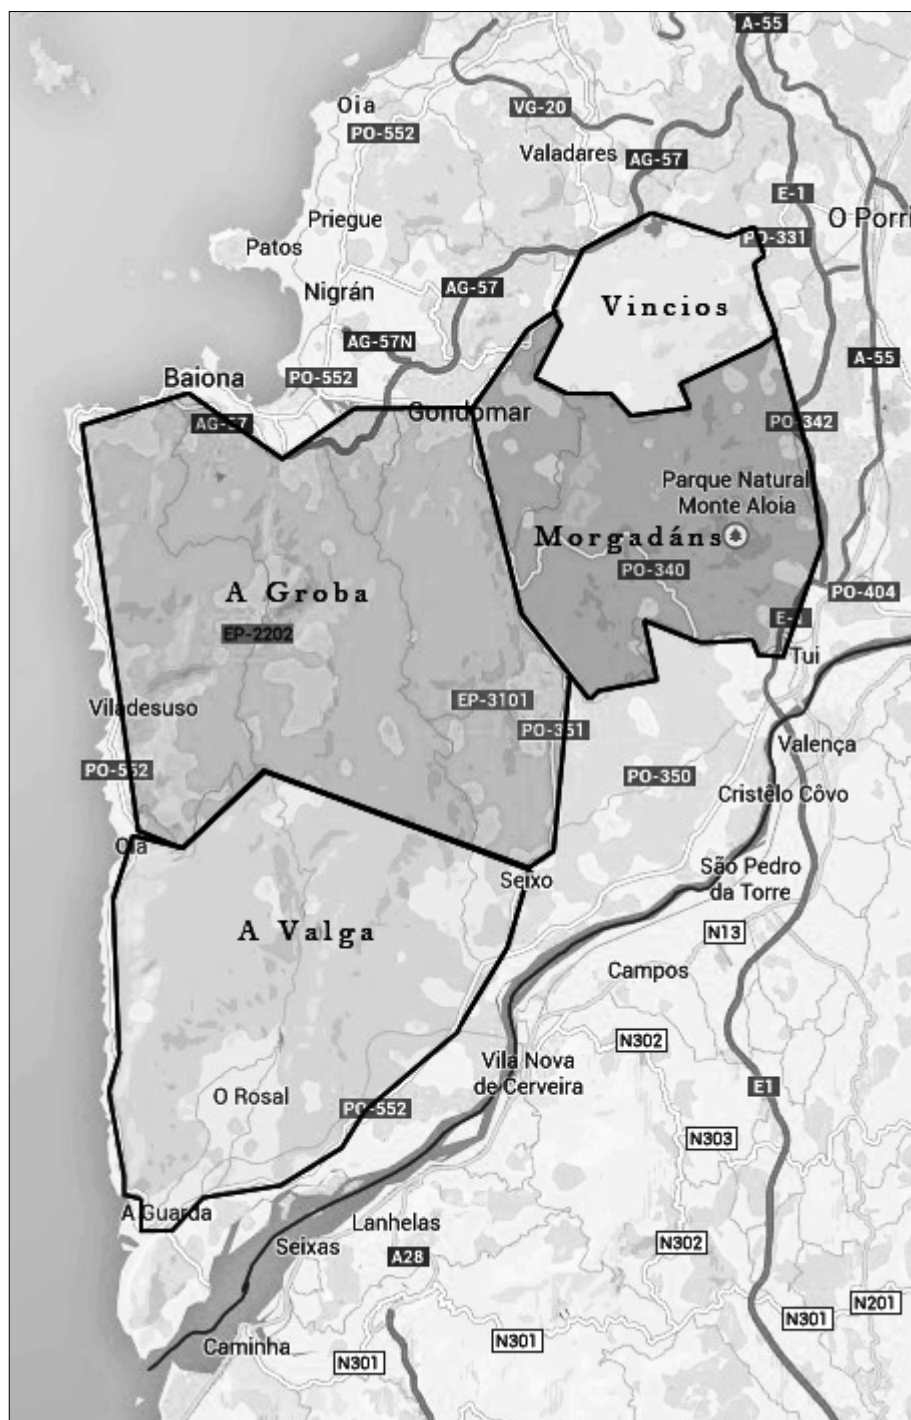 A-55
Oia
VG-20
PO-552
Valadares
AG-57
E-1
Priegue
O Porri
Patos
PO-331
Nigrán
AG-57
Vincios
AG-57N
A-55
Baiona
PO-552
Gondomar
AG-57
PO-342
Parque Natural
Monte Aloia
Morgadáns
PO-340
A Groba
PO-404
EP-2202
E-1
Tui
EP-3101
Viladesuso
PO-351
Valença
PO-552
PO-350
Cristêlo Côvo
Oia
São Pedro
da Torre
Seixo
A Valga
N13
Campos
N302
Vila Nova
de Cerveira
E1
O Rosal
PO-552
N303
A Guarda
Lanhelas
Seixas
N302
A28
N201
N301
Caminha
N301
N301